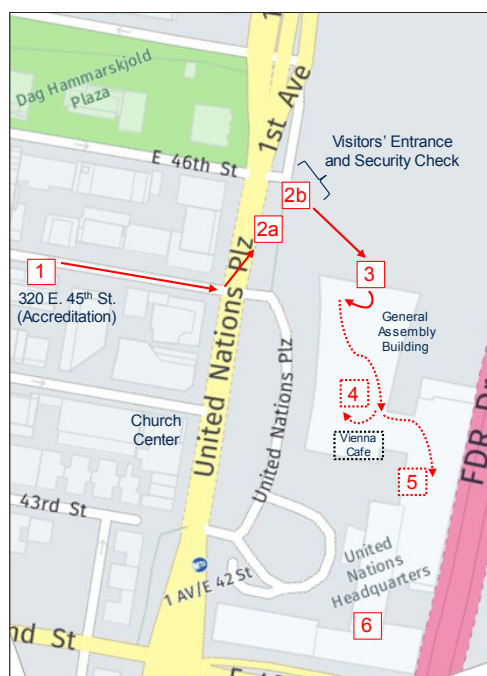 Dag Hammarskjold
Plaza
1st Ave
E 46th St
Visitors' Entrance
and Security Check
2b
2a
1
3
320 E. 45th St.
(Accreditation)
United Nations Plz
General
Assembly
Building
United Nations Plz
4
Church
Center
Vienna
Cafe
5
FDR Dr
43rd St
United
Nations
Headquarters
1 AV/E 42 St
6
nd St